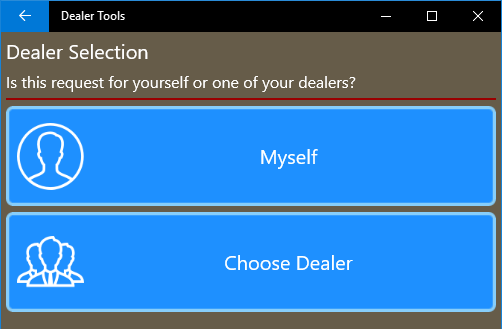 Dealer Tools
Dealer Selection
Is this request for yourself or one of your dealers?
Myself
Choose Dealer